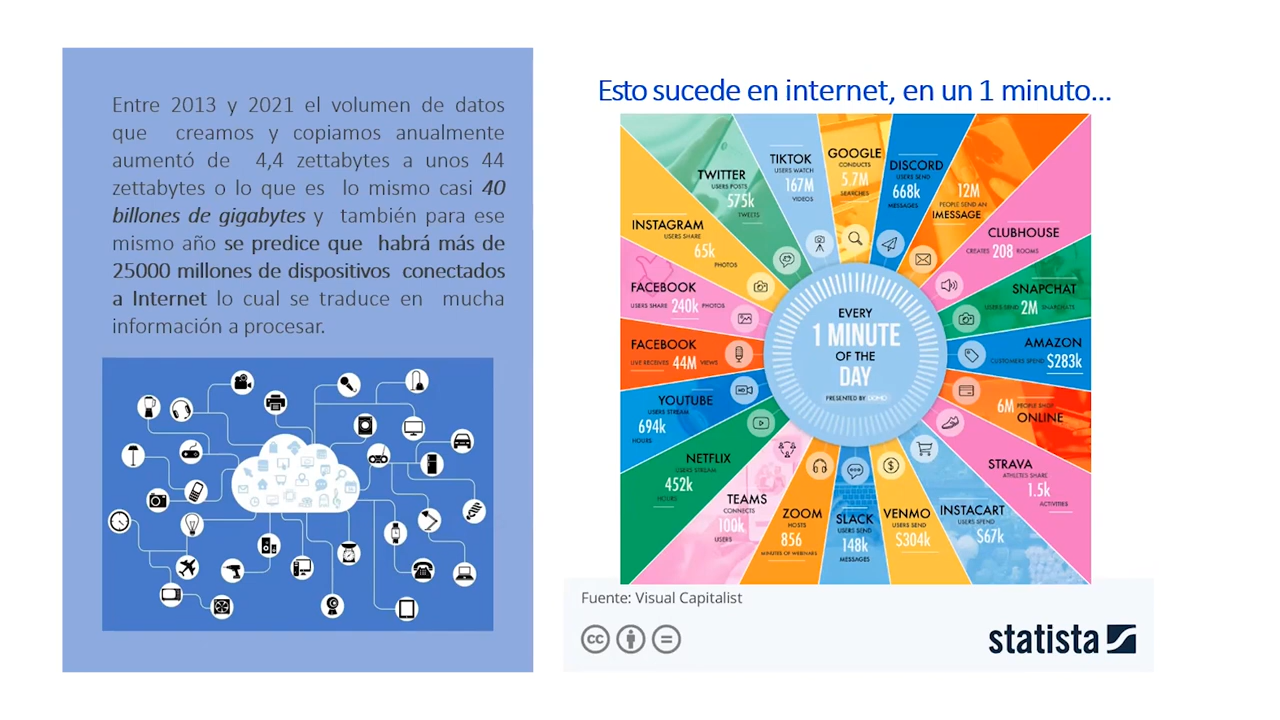 Entre 2013 y 2021 el volumen de datos
que creamos y copiamos anualmente
aumentó de 4,4 zettabytes a unos 44
zettabytes o lo que es lo mismo casi 40
billones de gigabytes y también para ese
mismo año se predice que habrá más de
25000 millones de dispositivos conectados
a Internet lo cual se traduce en mucha
información a procesar.
Esto sucede en internet, en un 1 minuto...
EVERY
1 MINUTE
OF THE
DAY
PRESENTED BY DOMO
TIKTOK
USERS WATCH
167M
VIDEOS
GOOGLE
CONDUCTS
5.7M
SEARCHES
DISCORD
USERS SEND
668k
MESSAGES
12M
PEOPLE SEND AN
IMESSAGE
CLUBHOUSE
CREATES 208 ROOMS
SNAPCHAT
USERS SEND 2M SNAPCHATS
AMAZON
CUSTOMERS SPEND $283k
6M PEOPLE SHOP
ONLINE
STRAVA
ATHLETES SHARE
1.5k
ACTIVITIES
INSTACART
USERS SPEND
$67k
VENMO
USERS SEND
$304k
SLACK
USERS SEND
148k
MESSAGES
ZOOM
HOSTS
856
MINUTES OF WEBINARS
TEAMS
CONNECTS
100k
USERS
NETFLIX
USERS STREAM
452k
HOURS
YOUTUBE
USERS STREAM
694k
HOURS
FACEBOOK
LIVE RECEIVES 44M VIEWS
FACEBOOK
USERS SHARE 240k PHOTOS
INSTAGRAM
USERS SHARE
65k
PHOTOS
TWITTER
USERS POSTS
575k
TWEETS
Fuente: Visual Capitalist
cc
statista